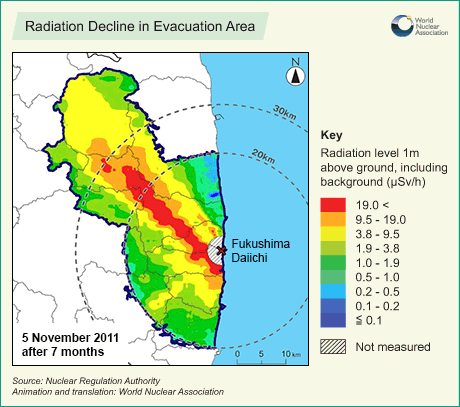 Radiation Decline in Evacuation Area
World
Nuclear
Association
N
30km
20km
Fukushima
Daiichi
5 November 2011
after 7 months
0 5 10 km
Key
Radiation level 1m
above ground, including
background (µSv/h)
19.0 <
9.5 - 19.0
3.8 - 9.5
1.9 - 3.8
1.0 - 1.9
0.5 - 1.0
0.2 - 0.5
0.1 - 0.2
≦ 0.1
Not measured
Source: Nuclear Regulation Authority
Animation and translation: World Nuclear Association